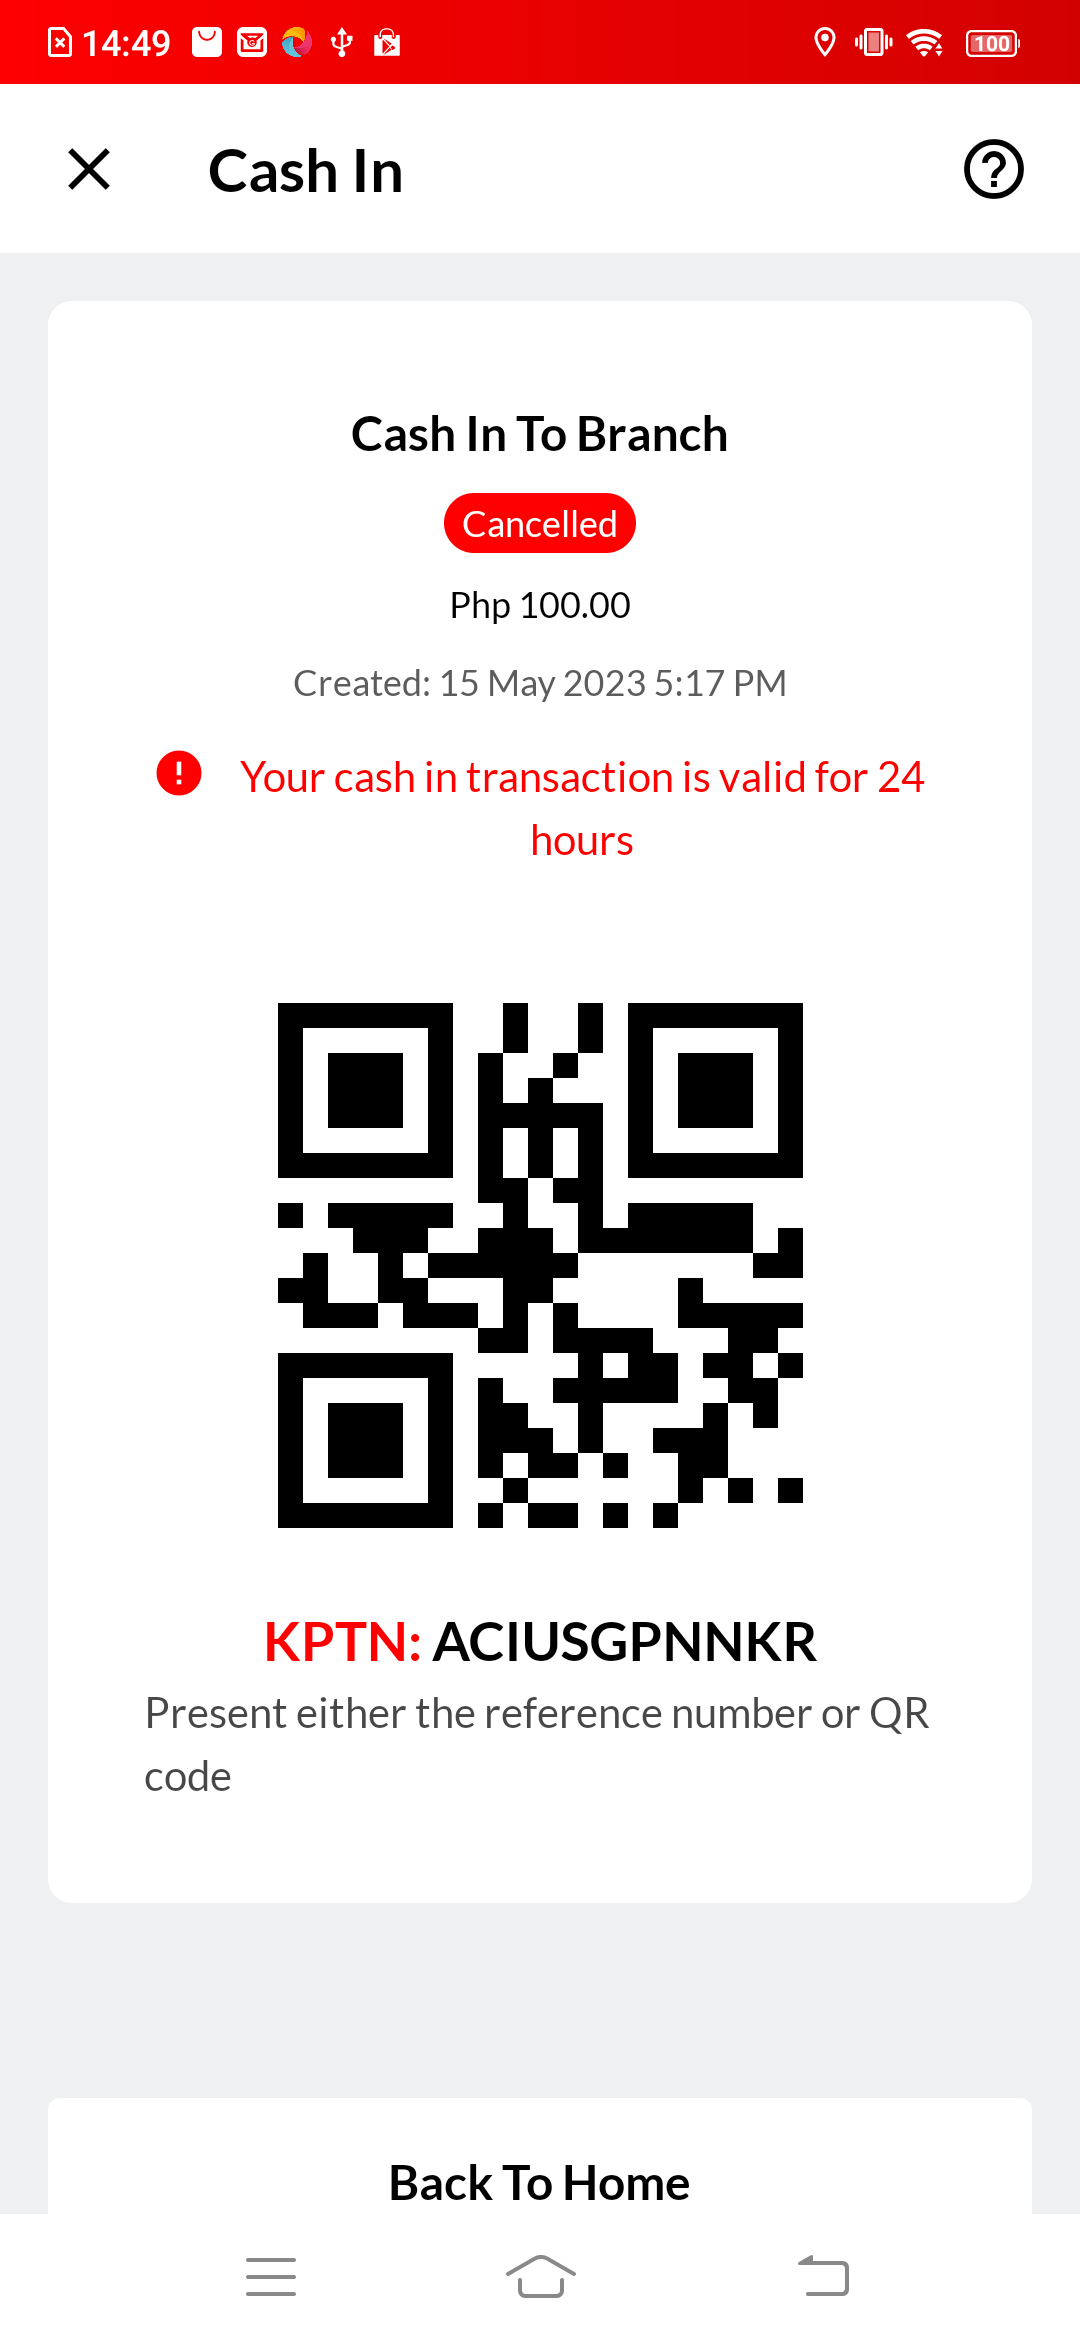 14:49
100
Cash In
Cash In To Branch
Cancelled
Php 100.00
Created: 15 May 2023 5:17 PM
Your cash in transaction is valid for 24
hours
KPTN: ACIUSGPNNKR
Present either the reference number or QR
code
Back To Home